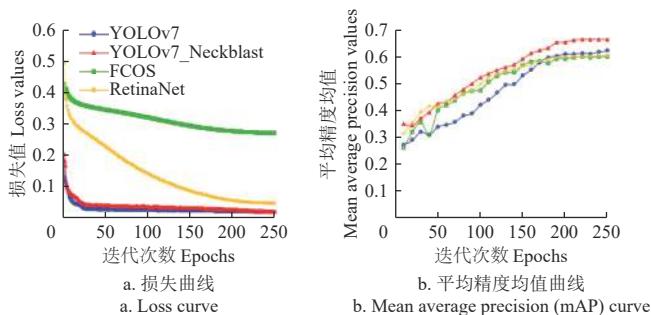 YOLOv7
YOLOv7_Neckblast
FCOS
RetinaNet
损失值 Loss values
0.6
0.5
0.4
0.3
0.2
0.1
0
50 100 150 200 250
迭代次数 Epochs
a. 损失曲线
a. Loss curve
平均精度均值
Mean average precision values
0.7
0.6
0.5
0.4
0.3
0.2
0.1
0
50 100 150 200 250
迭代次数 Epochs
b. 平均精度均值曲线
b. Mean average precision (mAP) curve